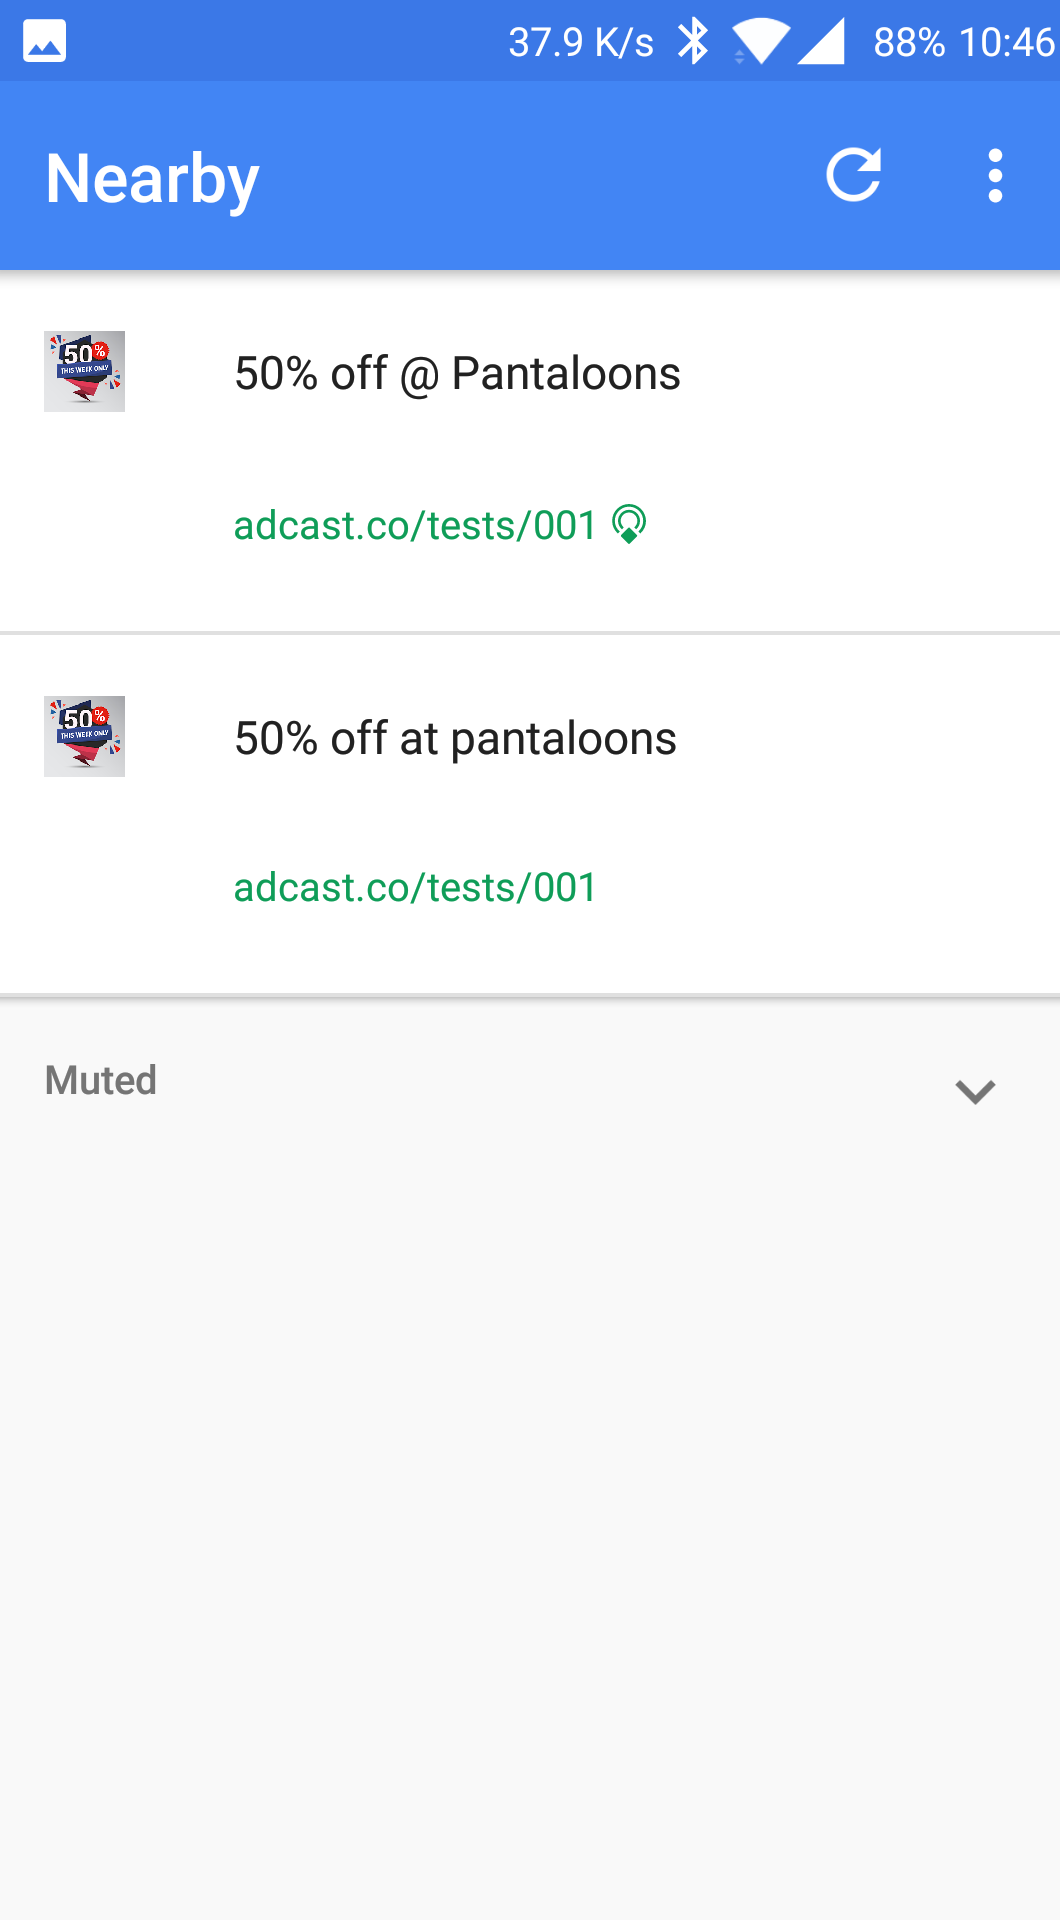 37.9 K/s 88% 10:46
Nearby
50%
THIS WEEK ONLY
50% off @ Pantaloons
adcast.co/tests/001
50%
THIS WEEK ONLY
50% off at pantaloons
adcast.co/tests/001
Muted